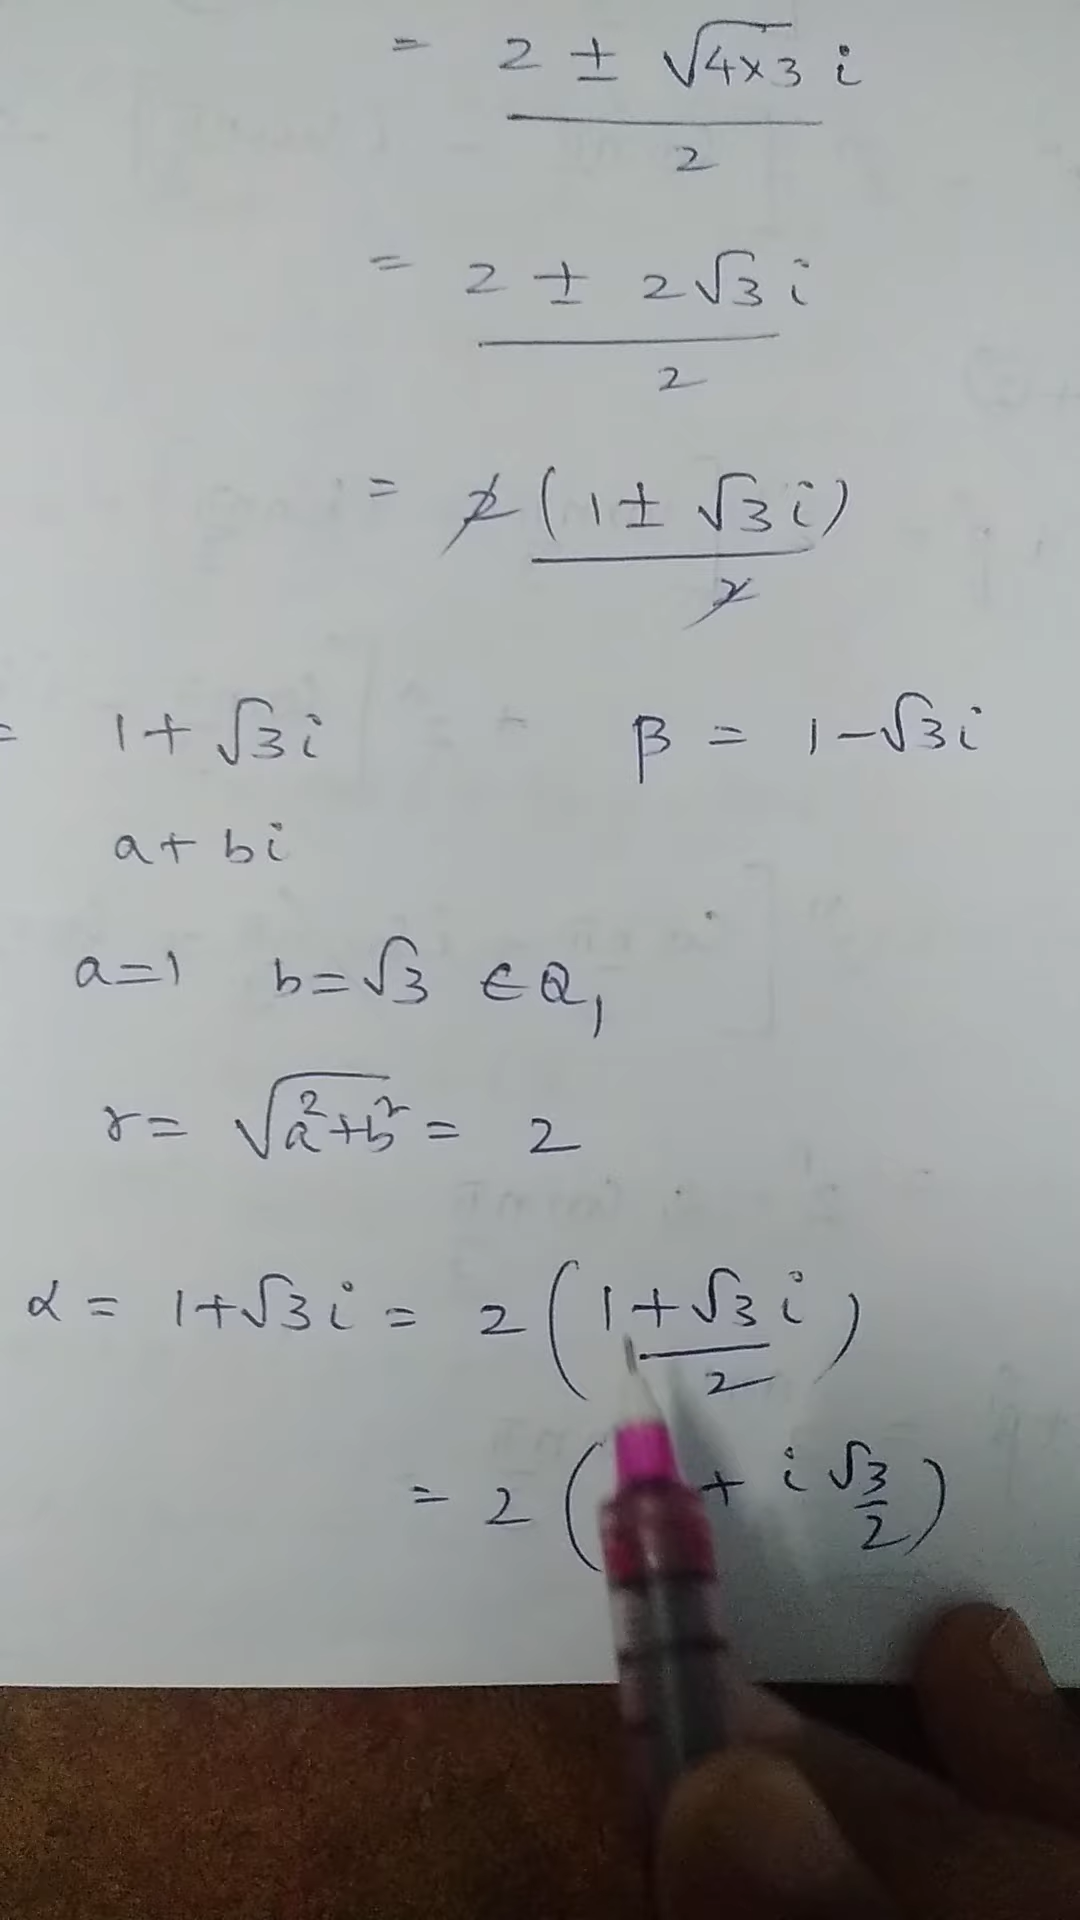 = 2 ± √4×3 i
2
= 2 ± 2√3 i
2
= 2 (1 ± √3 i)
2
= 1 + √3 i β = 1 - √3 i
a + bi
a = 1 b = √3 ∈ Q₁
r = √a²+b² = 2
α = 1+√3 i = 2 (1+√3 i)
2
= 2 ( + i √3)
2